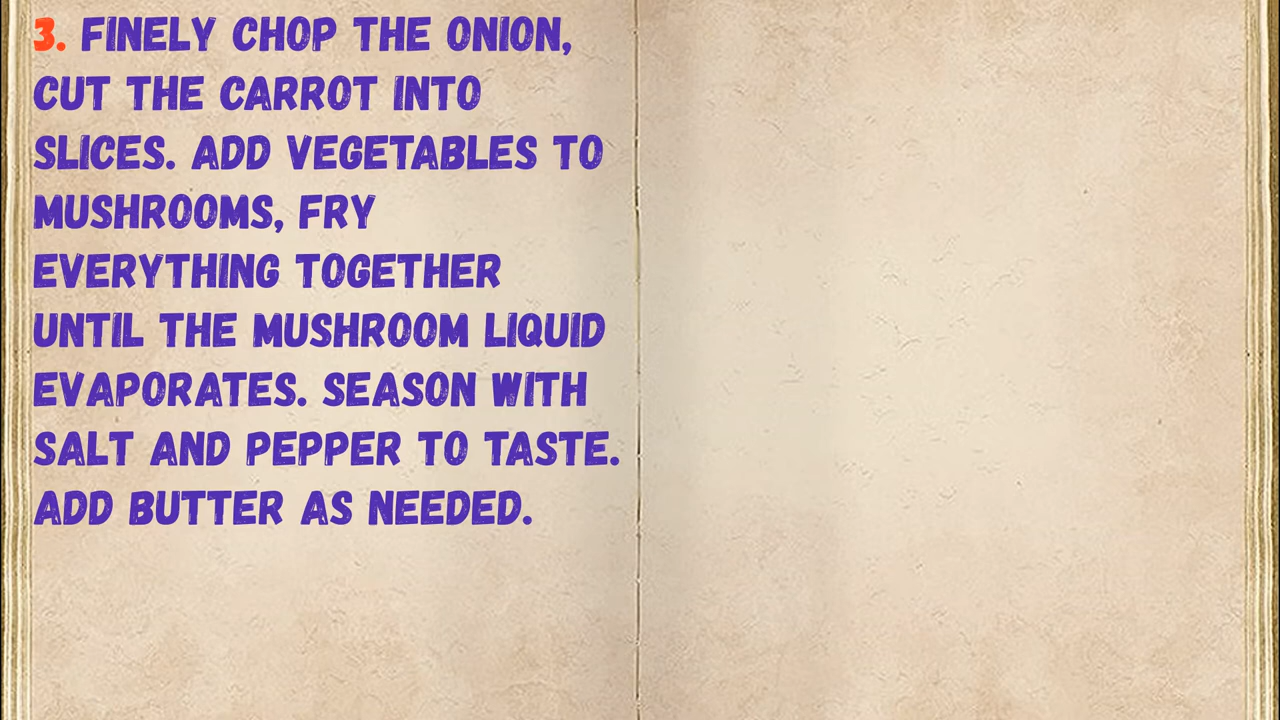 3. FINELY CHOP THE ONION,
CUT THE CARROT INTO
SLICES. ADD VEGETABLES TO
MUSHROOMS, FRY
EVERYTHING TOGETHER
UNTIL THE MUSHROOM LIQUID
EVAPORATES. SEASON WITH
SALT AND PEPPER TO TASTE.
ADD BUTTER AS NEEDED.